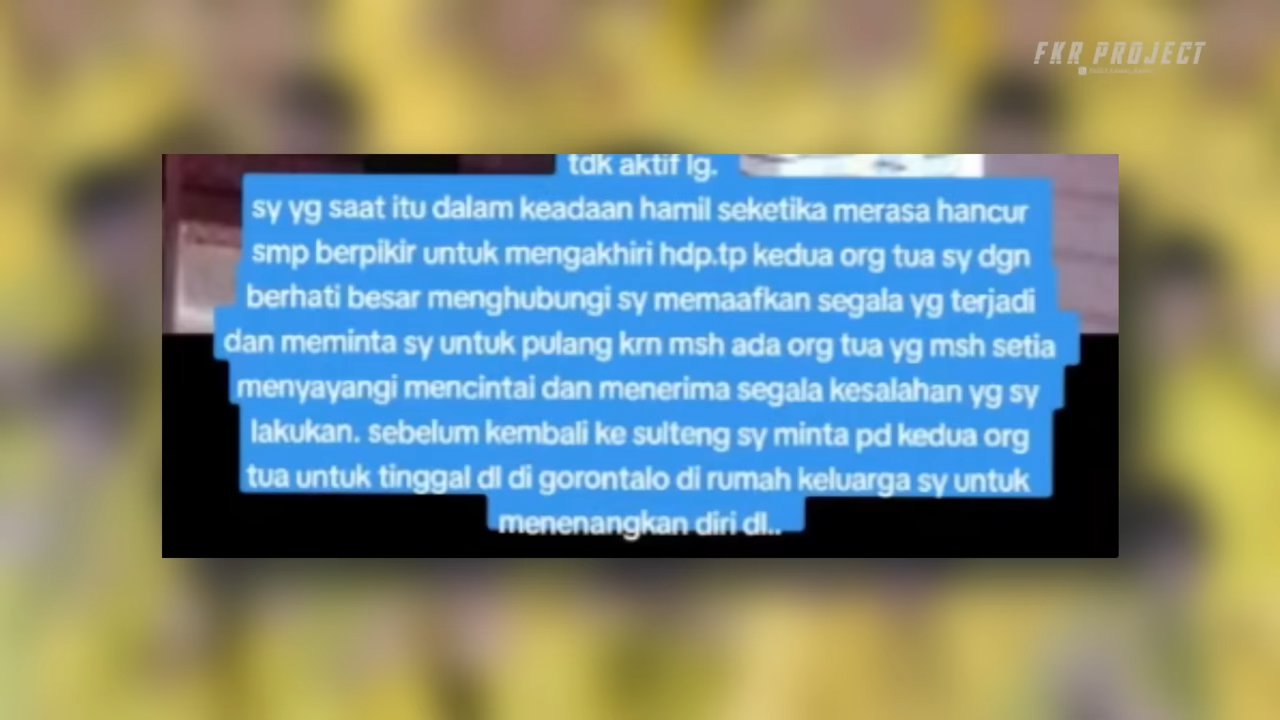 FKR PROJECT
tdk aktif lg.
sy yg saat itu dalam keadaan hamil seketika merasa hancur
smp berpikir untuk mengakhiri hdp.tp kedua org tua sy dgn
berhati besar menghubungi sy memaafkan segala yg terjadi
dan meminta sy untuk pulang krn msh ada org tua yg msh setia
menyayangi mencintai dan menerima segala kesalahan yg sy
lakukan. sebelum kembali ke sulteng sy minta pd kedua org
tua untuk tinggal dl di gorontalo di rumah keluarga sy untuk
menenangkan diri dl..